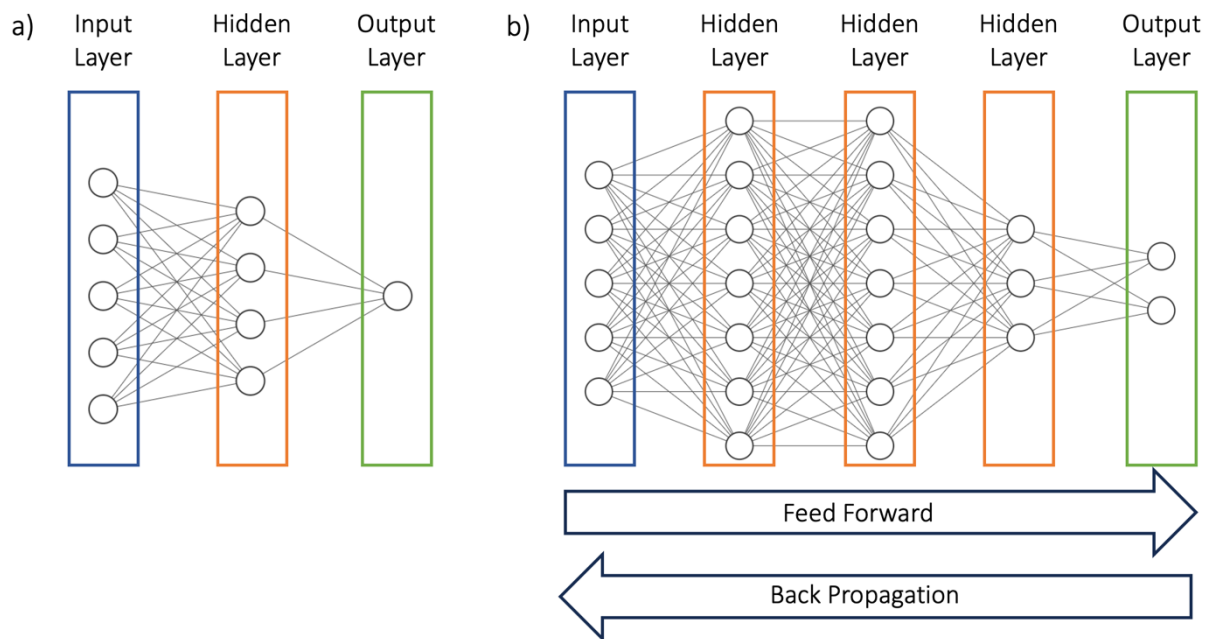 a)
Input
Layer
Hidden
Layer
Output
Layer
b)
Input
Layer
Hidden
Layer
Hidden
Layer
Hidden
Layer
Output
Layer
Feed Forward
Back Propagation